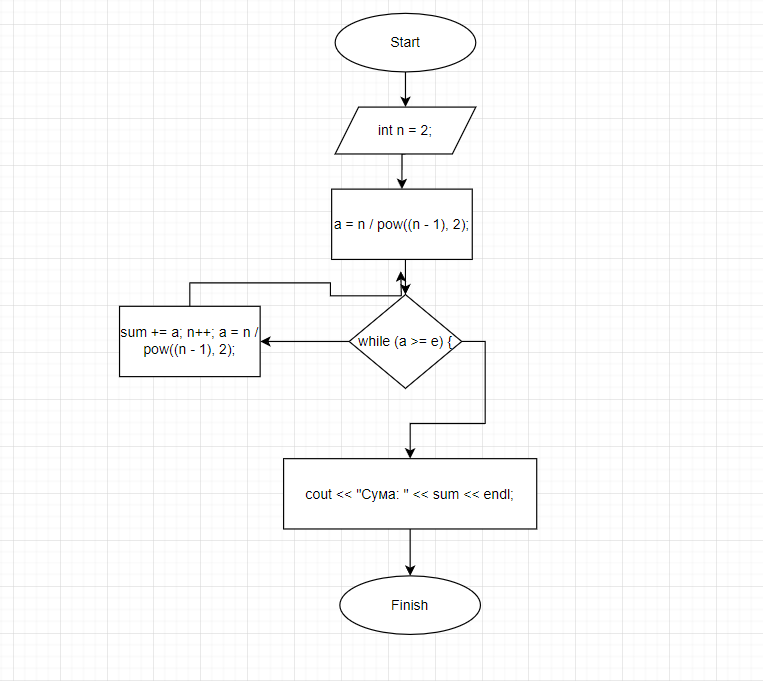 Start
int n = 2;
a = n / pow((n - 1), 2);
sum += a; n++; a = n /
pow((n - 1), 2);
while (a >= e) {
cout << "Сума: " << sum << endl;
Finish